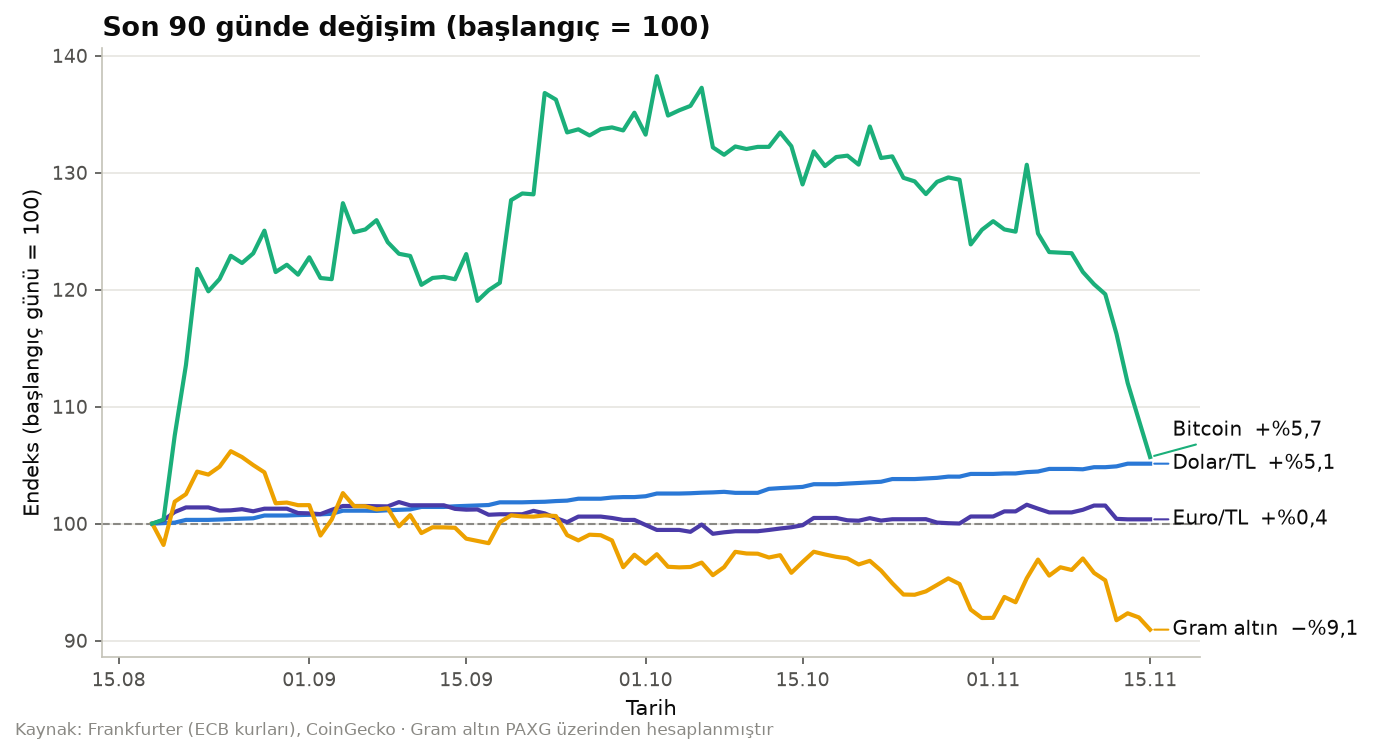 Son 90 günde değişim (başlangıç = 100)
Endeks (başlangıç günü = 100)
140
130
120
110
100
90
Bitcoin +%5,7
Dolar/TL +%5,1
Euro/TL +%0,4
Gram altın −%9,1
15.08 01.09 15.09 01.10 15.10 01.11 15.11
Tarih
Kaynak: Frankfurter (ECB kurları), CoinGecko · Gram altın PAXG üzerinden hesaplanmıştır